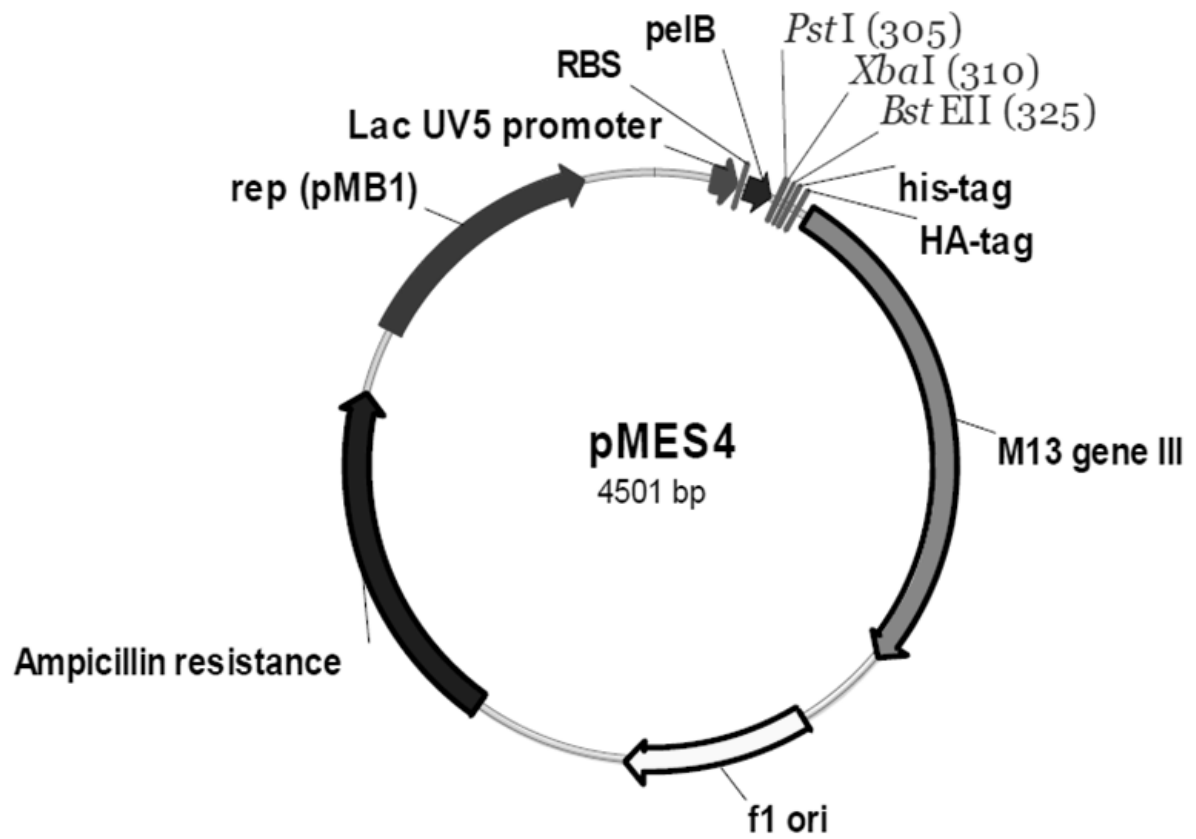 pelB
PstI (305)
RBS
XbaI (310)
BstEII (325)
Lac UV5 promoter
rep (pMB1)
his-tag
HA-tag
pMES4
4501 bp
M13 gene III
Ampicillin resistance
f1 ori